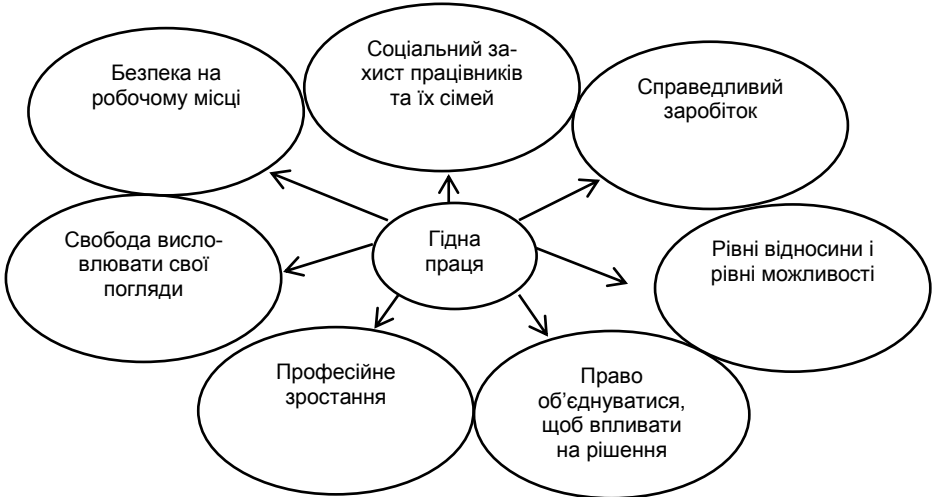 Соціальний за-
хист працівників
та їх сімей
Безпека на
робочому місці
Справедливий
заробіток
Свобода висло-
влювати свої
погляди
Гідна
праця
Рівні відносини і
рівні можливості
Професійне
зростання
Право
об’єднуватися,
щоб впливати
на рішення